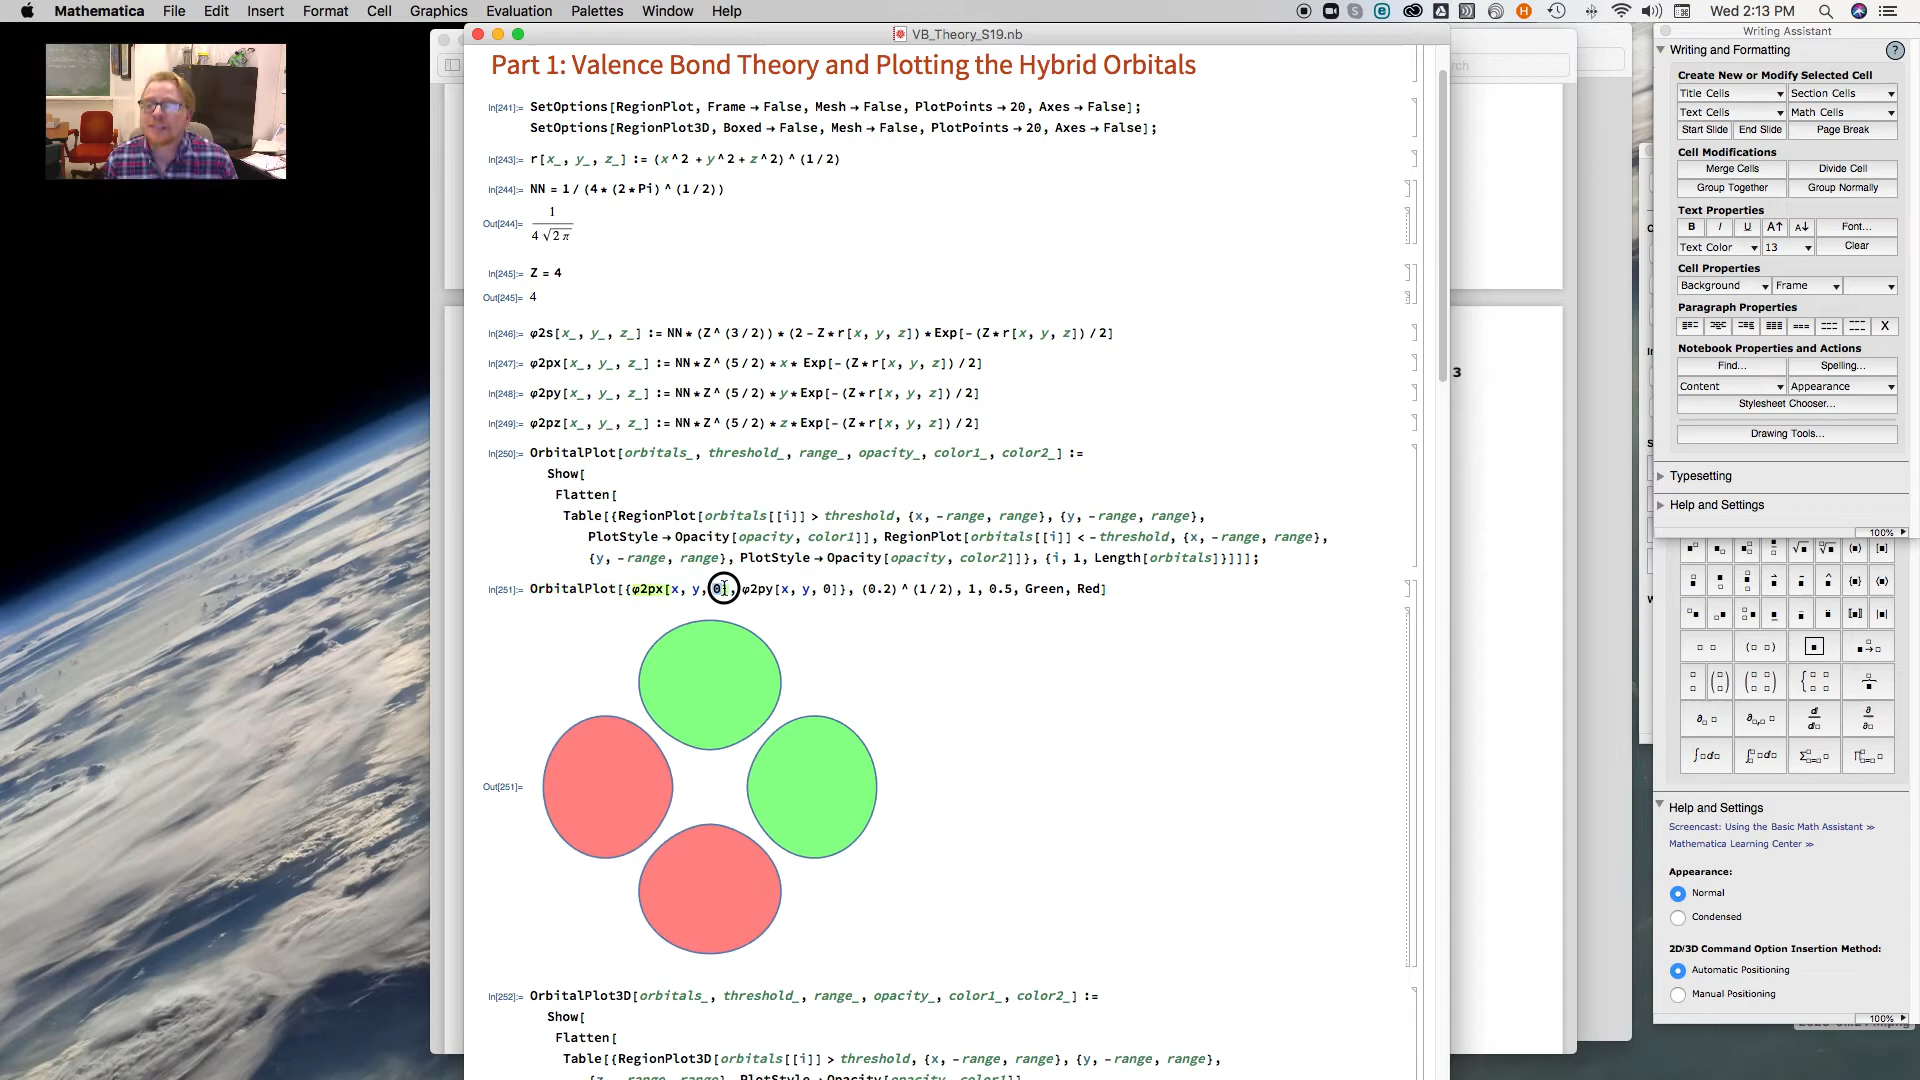 Mathematica File Edit Insert Format Cell Graphics Evaluation Palettes Window Help
Wed 2:13 PM
VB_Theory_S19.nb
Part 1: Valence Bond Theory and Plotting the Hybrid Orbitals
In[241]:= SetOptions[RegionPlot, Frame→False, Mesh→False, PlotPoints→20, Axes→False];
SetOptions[RegionPlot3D, Boxed→False, Mesh→False, PlotPoints→20, Axes→False];
In[243]:= r[x_, y_, z_] := (x^2 + y^2 + z^2)^(1/2)
In[244]:= NN = 1/(4*(2*Pi)^(1/2))
Out[244]= 1
4 √2 π
In[245]:= Z = 4
Out[245]= 4
In[246]:= φ2s[x_, y_, z_] := NN*(Z^(3/2))*(2-Z*r[x, y, z])*Exp[-(Z*r[x, y, z])/2]
In[247]:= φ2px[x_, y_, z_] := NN*Z^(5/2)*x*Exp[-(Z*r[x, y, z])/2]
In[248]:= φ2py[x_, y_, z_] := NN*Z^(5/2)*y*Exp[-(Z*r[x, y, z])/2]
In[249]:= φ2pz[x_, y_, z_] := NN*Z^(5/2)*z*Exp[-(Z*r[x, y, z])/2]
In[250]:= OrbitalPlot[orbitals_, threshold_, range_, opacity_, color1_, color2_] :=
Show[
Flatten[
Table[{RegionPlot[orbitals[[i]] > threshold, {x, -range, range}, {y, -range, range},
PlotStyle→Opacity[opacity, color1]], RegionPlot[orbitals[[i]] < -threshold, {x, -range, range},
{y, -range, range}, PlotStyle→Opacity[opacity, color2]]}, {i, 1, Length[orbitals]}]]];
In[251]:= OrbitalPlot[{φ2px[x, y, 0], φ2py[x, y, 0]}, (0.2)^(1/2), 1, 0.5, Green, Red]
Out[251]=
In[252]:= OrbitalPlot3D[orbitals_, threshold_, range_, opacity_, color1_, color2_] :=
Show[
Flatten[
Table[{RegionPlot3D[orbitals[[i]] > threshold, {x, -range, range}, {y, -range, range},
3
Writing Assistant
Writing and Formatting ?
Create New or Modify Selected Cell
Title Cells Section Cells
Text Cells Math Cells
Start Slide End Slide Page Break
Cell Modifications
Merge Cells Divide Cell
Group Together Group Normally
Text Properties
B I U A↑ A↓ Font...
Text Color 13 Clear
Cell Properties
Background Frame
Paragraph Properties
X
Notebook Properties and Actions
Find... Spelling...
Content Appearance
Stylesheet Chooser...
Drawing Tools...
Typesetting
Help and Settings
100%
Help and Settings
Screencast: Using the Basic Math Assistant ≫
Mathematica Learning Center ≫
Appearance:
Normal
Condensed
2D/3D Command Option Insertion Method:
Automatic Positioning
Manual Positioning
100%